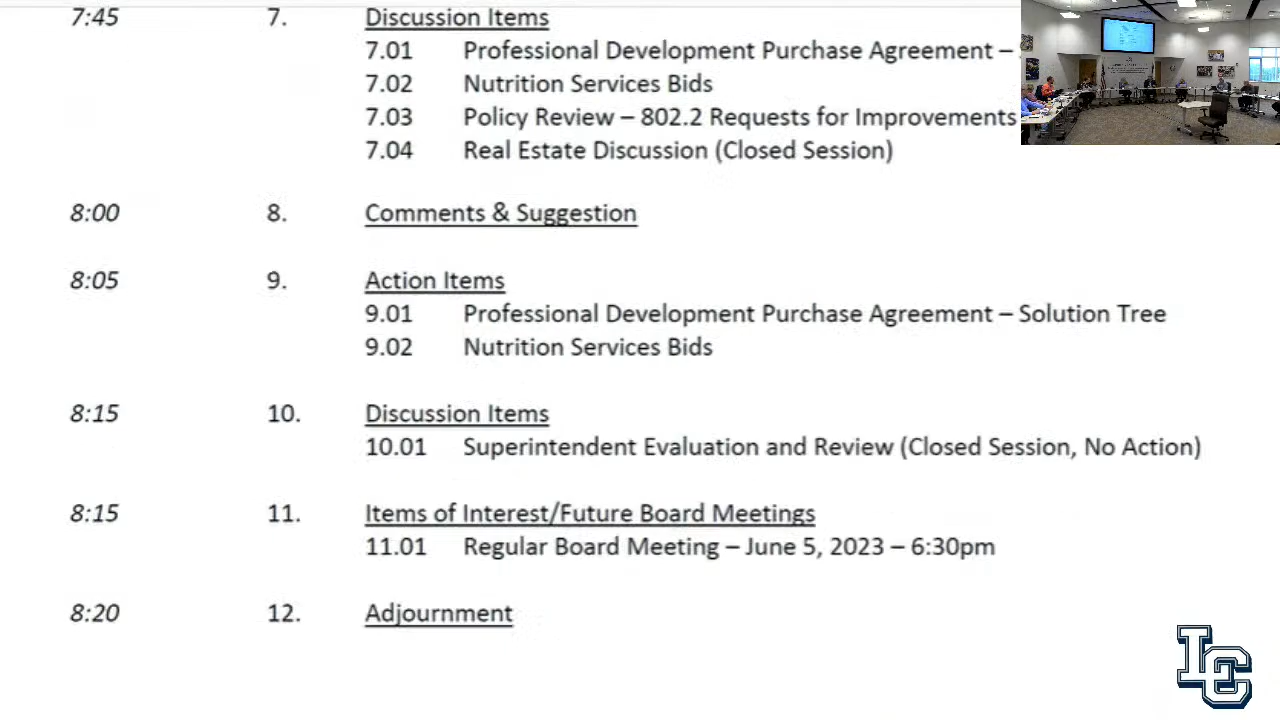 7:45 7. Discussion Items
7.01 Professional Development Purchase Agreement –
7.02 Nutrition Services Bids
7.03 Policy Review – 802.2 Requests for Improvements
7.04 Real Estate Discussion (Closed Session)
8:00 8. Comments & Suggestion
8:05 9. Action Items
9.01 Professional Development Purchase Agreement – Solution Tree
9.02 Nutrition Services Bids
8:15 10. Discussion Items
10.01 Superintendent Evaluation and Review (Closed Session, No Action)
8:15 11. Items of Interest/Future Board Meetings
11.01 Regular Board Meeting – June 5, 2023 – 6:30pm
8:20 12. Adjournment
LC